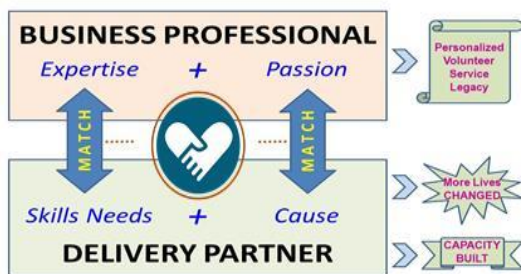 BUSINESS PROFESSIONAL
Expertise + Passion
Personalized
Volunteer
Service
Legacy
MATCH
MATCH
Skills Needs + Cause
DELIVERY PARTNER
More Lives
CHANGED
CAPACITY
BUILT